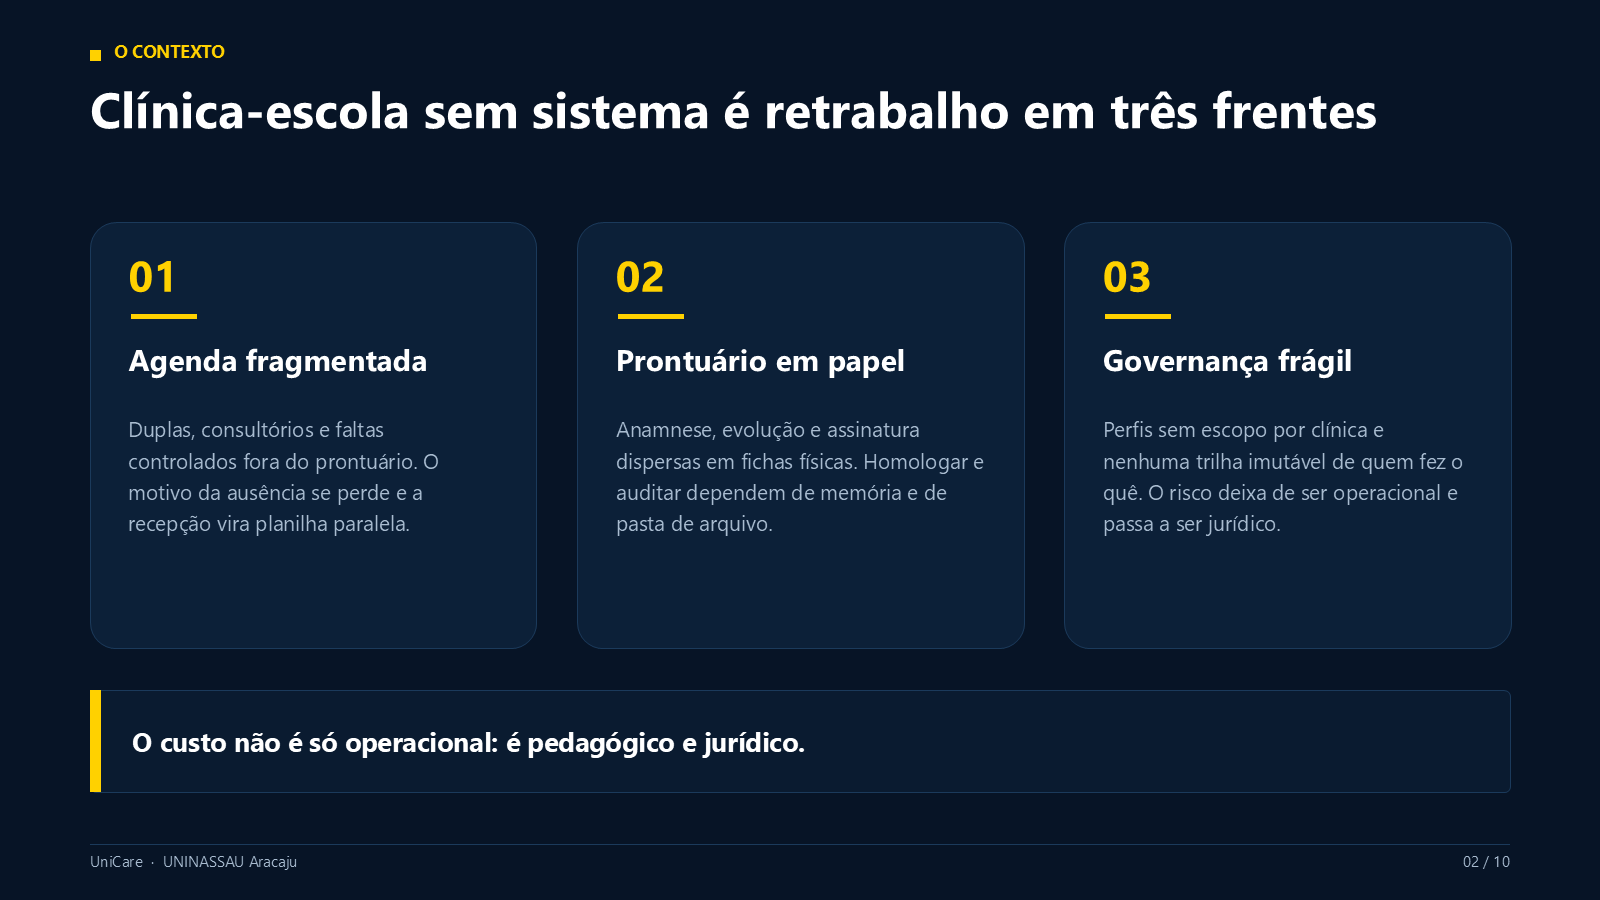 O CONTEXTO
Clínica-escola sem sistema é retrabalho em três frentes
01
Agenda fragmentada
Duplas, consultórios e faltas
controlados fora do prontuário. O
motivo da ausência se perde e a
recepção vira planilha paralela.
02
Prontuário em papel
Anamnese, evolução e assinatura
dispersas em fichas físicas. Homologar e
auditar dependem de memória e de
pasta de arquivo.
03
Governança frágil
Perfis sem escopo por clínica e
nenhuma trilha imutável de quem fez o
quê. O risco deixa de ser operacional e
passa a ser jurídico.
O custo não é só operacional: é pedagógico e jurídico.
UniCare · UNINASSAU Aracaju
02 / 10